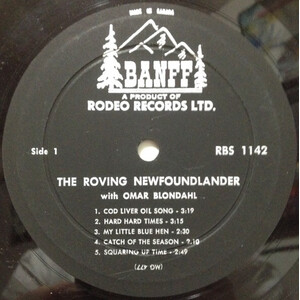 MADE IN CANADA
BANFF
A PRODUCT OF
RODEO RECORDS LTD.
Side 1
RBS 1142
THE ROVING NEWFOUNDLANDER
with OMAR BLONDAHL
1. COD LIVER OIL SONG - 3:19
2. HARD HARD TIMES - 3:15
3. MY LITTLE BLUE HEN - 2:30
4. CATCH OF THE SEASON - 2:10
5. SQUARING UP TIME - 2:49
(MG 477)